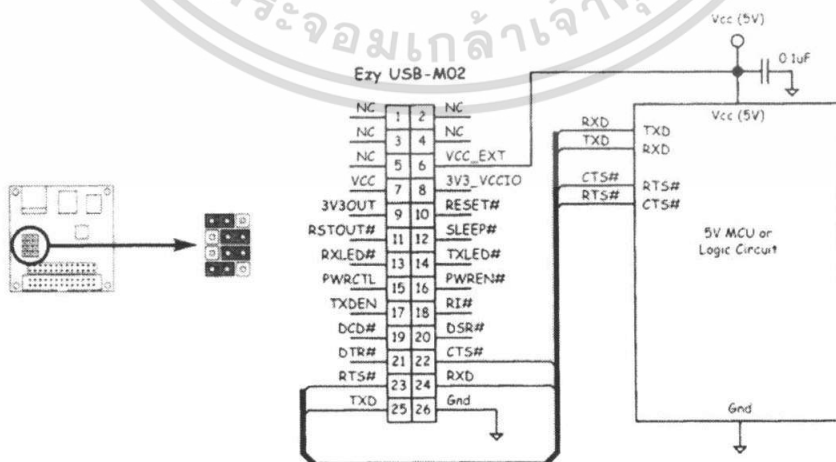 ระจอมเกล้าเจ้า
Vcc (5V)
0.1uF
Ezy USB-M02
NC 1 2 NC
NC 3 4 NC
NC 5 6 VCC_EXT
VCC 7 8 3V3_VCCIO
3V3OUT 9 10 RESET#
RSTOUT# 11 12 SLEEP#
RXLED# 13 14 TXLED#
PWRCTL 15 16 PWREN#
TXDEN 17 18 RI#
DCD# 19 20 DSR#
DTR# 21 22 CTS#
RTS# 23 24 RXD
TXD 25 26 Gnd
Vcc (5V)
RXD TXD
TXD RXD
CTS# RTS#
RTS# CTS#
5V MCU or
Logic Circuit
Gnd